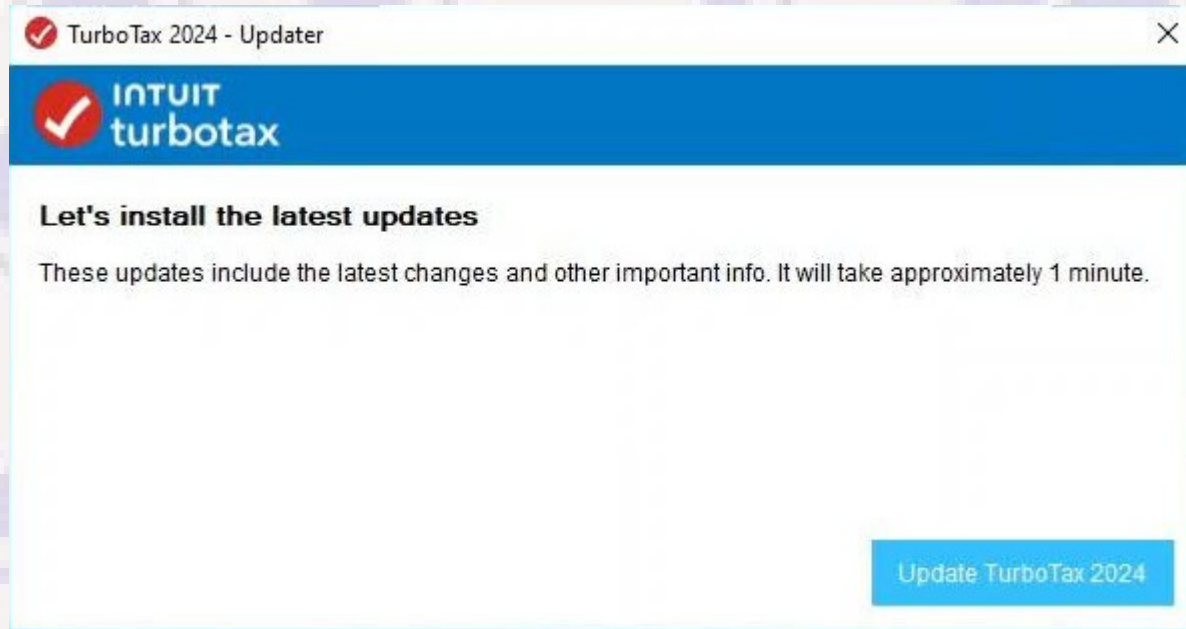 TurboTax 2024 - Updater
INTUIT
turbotax
Let's install the latest updates
These updates include the latest changes and other important info. It will take approximately 1 minute.
Update TurboTax 2024